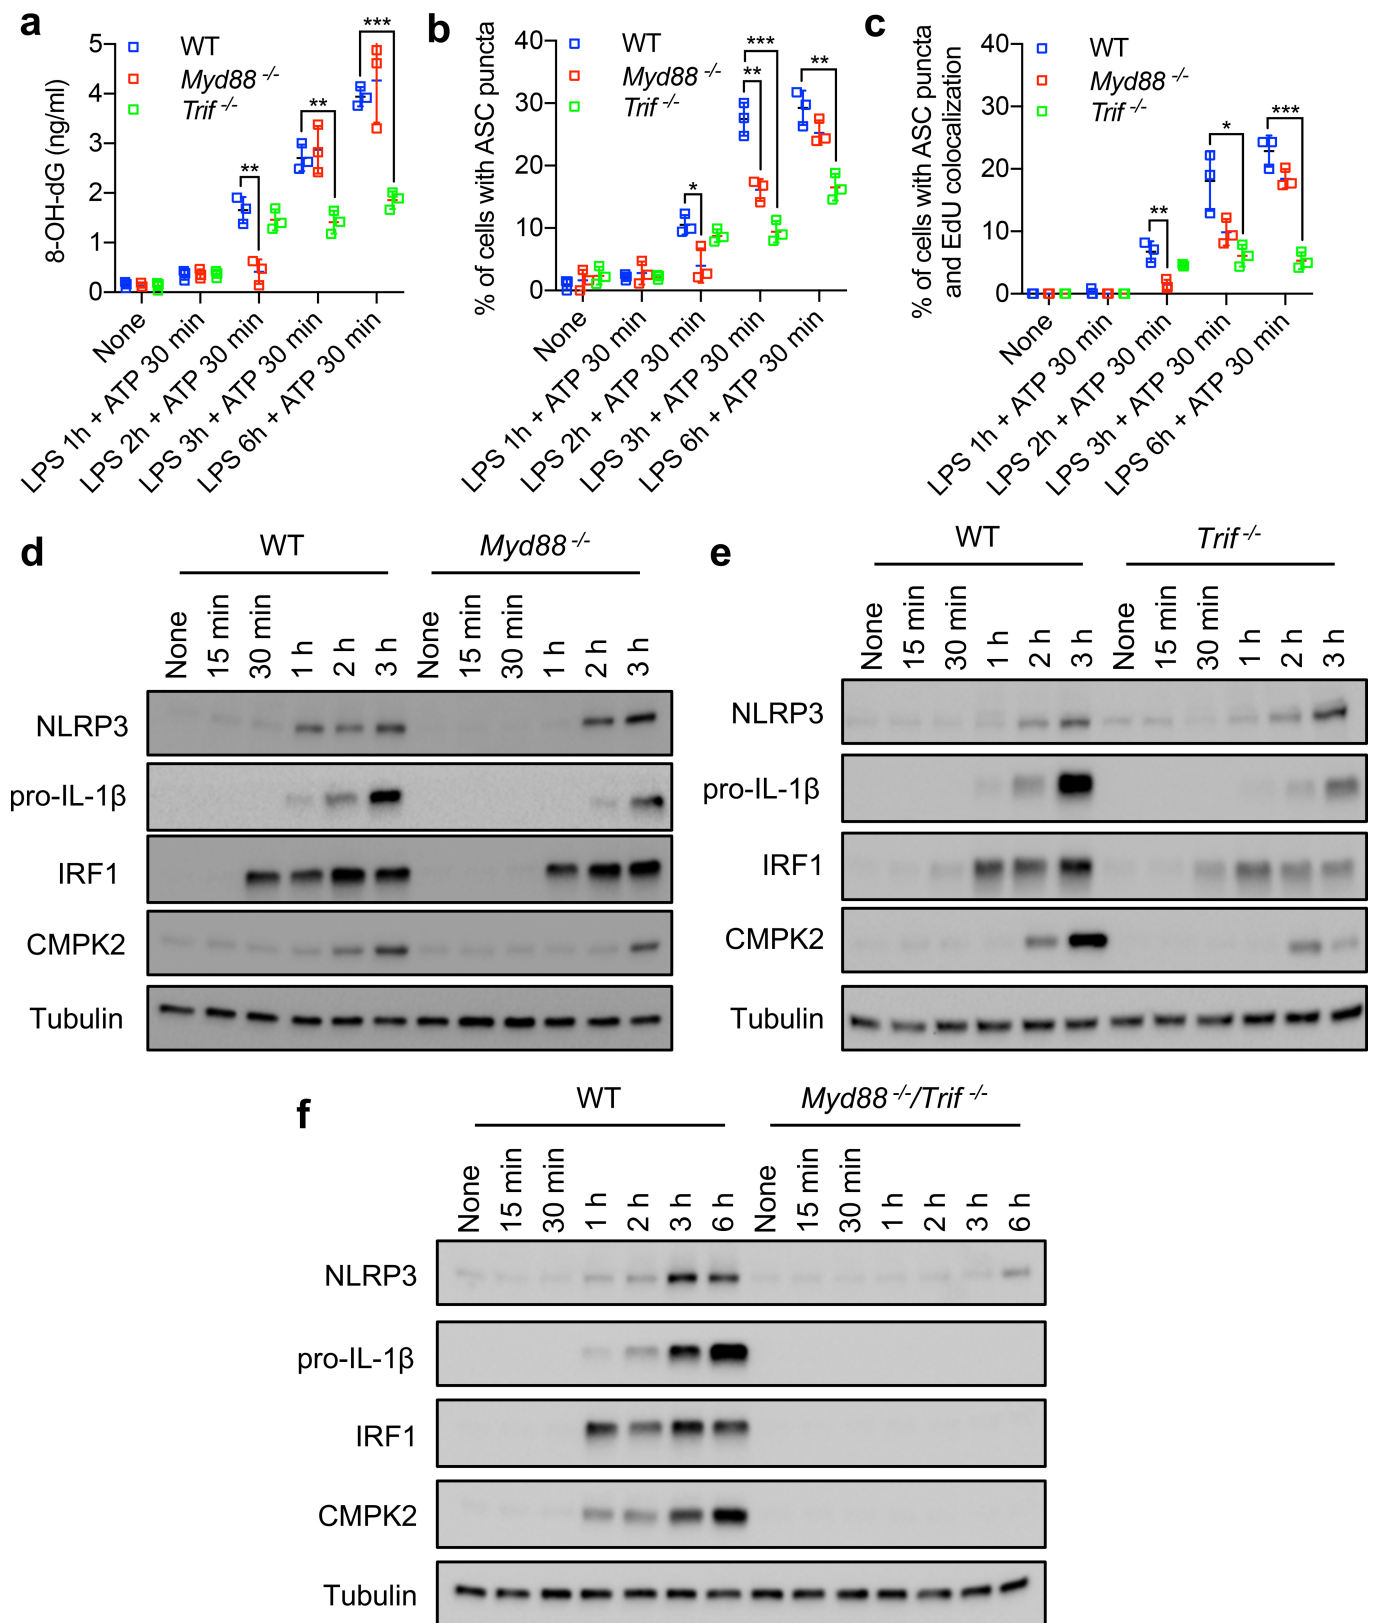 a
8-OH-dG (ng/ml)
5
4
3
2
1
0
WT
Myd88 -/-
Trif -/-
**
**
***
None
LPS 1h + ATP 30 min
LPS 2h + ATP 30 min
LPS 3h + ATP 30 min
LPS 6h + ATP 30 min
b
% of cells with ASC puncta
40
30
20
10
0
WT
Myd88 -/-
Trif -/-
*
**
***
**
None
LPS 1h + ATP 30 min
LPS 2h + ATP 30 min
LPS 3h + ATP 30 min
LPS 6h + ATP 30 min
c
% of cells with ASC puncta
and EdU colocalization
40
30
20
10
0
WT
Myd88 -/-
Trif -/-
**
*
***
None
LPS 1h + ATP 30 min
LPS 2h + ATP 30 min
LPS 3h + ATP 30 min
LPS 6h + ATP 30 min
d
WT Myd88 -/-
None 15 min 30 min 1 h 2 h 3 h None 15 min 30 min 1 h 2 h 3 h
NLRP3
pro-IL-1β
IRF1
CMPK2
Tubulin
e
WT Trif -/-
None 15 min 30 min 1 h 2 h 3 h None 15 min 30 min 1 h 2 h 3 h
NLRP3
pro-IL-1β
IRF1
CMPK2
Tubulin
f
WT Myd88 -/-/Trif -/-
None 15 min 30 min 1 h 2 h 3 h 6 h None 15 min 30 min 1 h 2 h 3 h 6 h
NLRP3
pro-IL-1β
IRF1
CMPK2
Tubulin